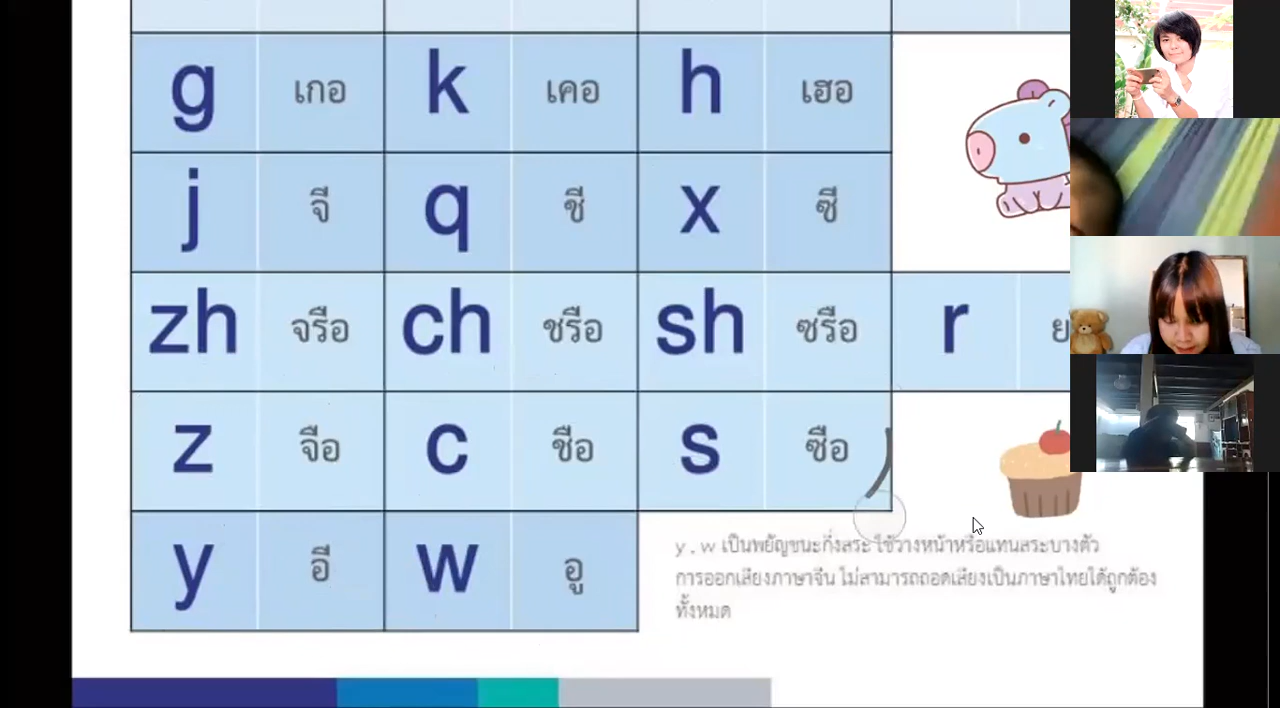 g เกอ k เคอ h เฮอ
j จี q ชี x ซี
zh จรือ ch ชรือ sh ซรือ r
z จือ c ชือ s ซือ
y อี w อู
y , w เป็นพยัญชนะกึ่งสระ ใช้วางหน้าหรือแทนสระบางตัว
การออกเสียงภาษาจีน ไม่สามารถถอดเสียงเป็นภาษาไทยได้ถูกต้อง
ทั้งหมด